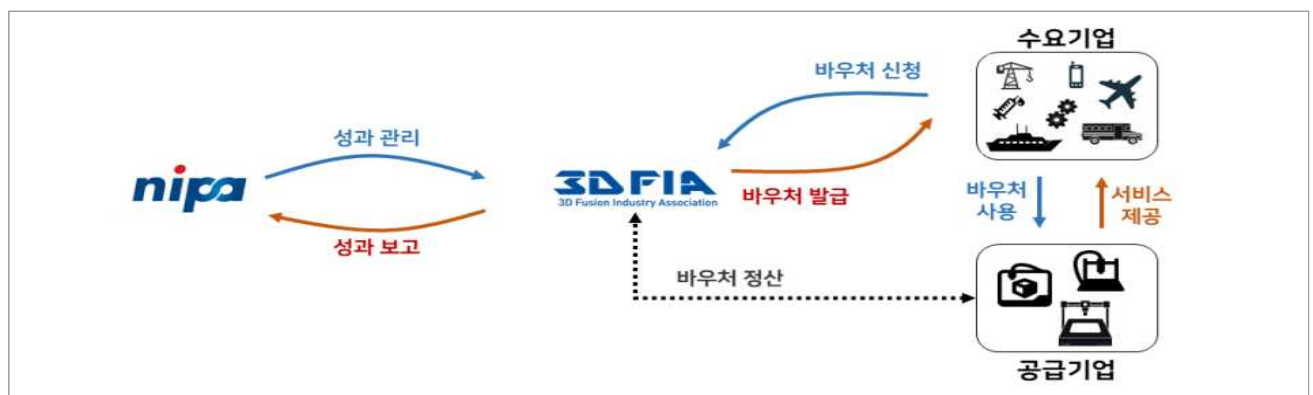 수요기업
바우처 신청
성과 관리
nipa
3DFIA
3D Fusion Industry Association
바우처 발급
바우처
사용
서비스
제공
성과 보고
바우처 정산
공급기업